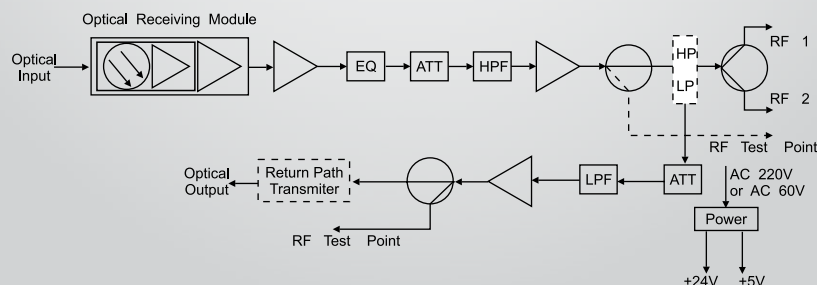 Optical Receiving Module
Optical
Input
EQ
ATT
HPF
HP
LP
RF 1
RF 2
RF Test Point
Optical
Output
Return Path
Transmiter
LPF
ATT
AC 220V
or AC 60V
RF Test Point
Power
+24V
+5V